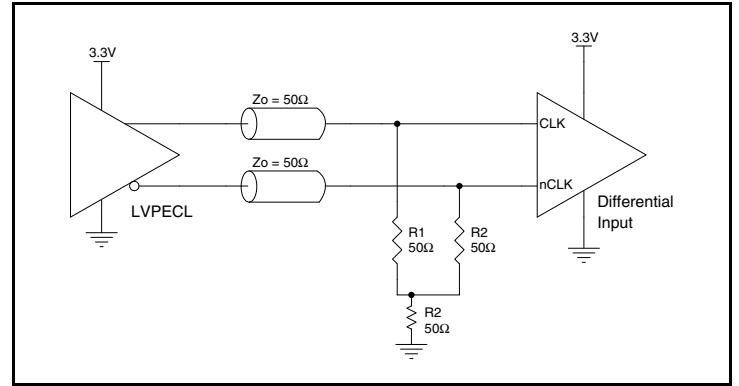 3.3V
3.3V
Zo = 50Ω
CLK
Zo = 50Ω
nCLK
LVPECL
Differential
Input
R1
50Ω
R2
50Ω
R2
50Ω